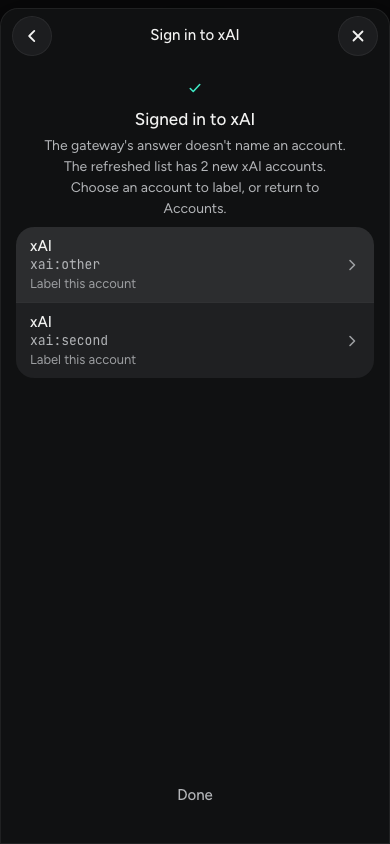 Sign in to xAI
Signed in to xAI
The gateway's answer doesn't name an account.
The refreshed list has 2 new xAI accounts.
Choose an account to label, or return to
Accounts.
xAI
xai:other
Label this account
xAI
xai:second
Label this account
Done